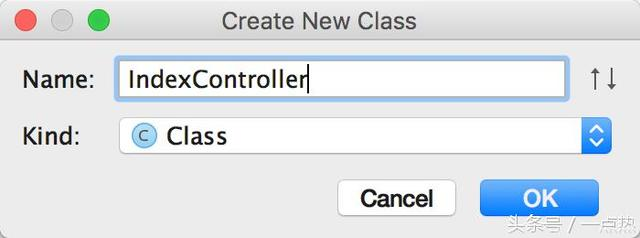 Create New Class
Name: IndexController
Kind: C Class
Cancel OK
头条号／一点热